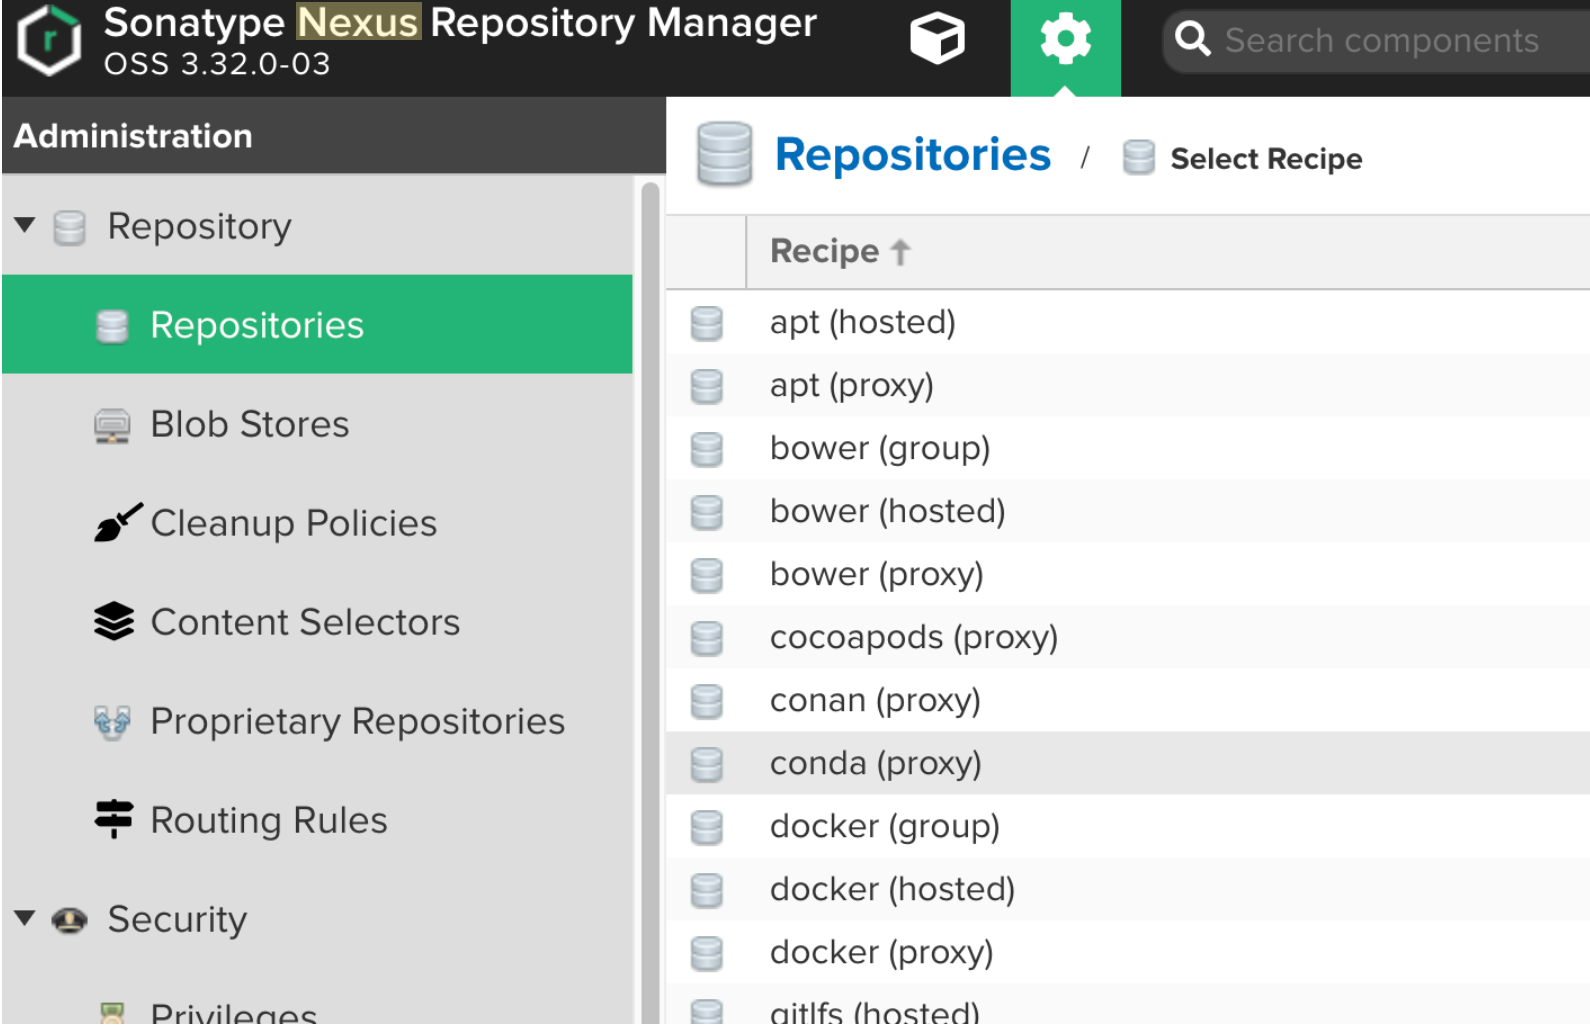 Sonatype Nexus Repository Manager
OSS 3.32.0-03
Search components
Administration
Repository
Repositories
Blob Stores
Cleanup Policies
Content Selectors
Proprietary Repositories
Routing Rules
Security
Privileges
Repositories / Select Recipe
Recipe
apt (hosted)
apt (proxy)
bower (group)
bower (hosted)
bower (proxy)
cocoapods (proxy)
conan (proxy)
conda (proxy)
docker (group)
docker (hosted)
docker (proxy)
gitlfs (hosted)